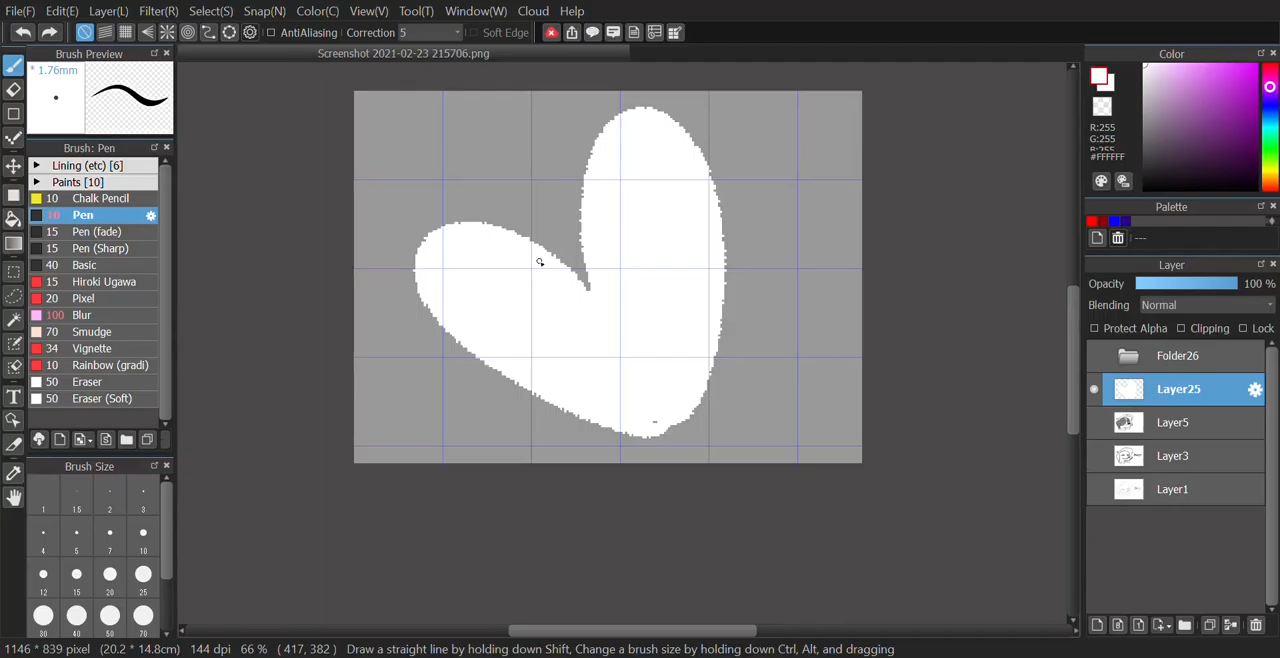 File(F) Edit(E) Layer(L) Filter(R) Select(S) Snap(N) Color(C) View(V) Tool(T) Window(W) Cloud Help
AntiAliasing Correction 5 Soft Edge
Brush Preview
Screenshot 2021-02-23 215706.png
Color
* 1.76mm
R:255
G:255
B:255
#FFFFFF
Brush: Pen
Lining (etc) [6]
Paints [10]
10 Chalk Pencil
10 Pen
15 Pen (fade)
15 Pen (Sharp)
40 Basic
15 Hiroki Ugawa
20 Pixel
100 Blur
70 Smudge
34 Vignette
10 Rainbow (gradi)
50 Eraser
50 Eraser (Soft)
Palette
---
Layer
Opacity 100 %
Blending Normal
Protect Alpha Clipping Lock
Folder26
Layer25
Layer5
Layer3
Layer1
Brush Size
1 1.5 2 3
4 5 7 10
12 15 20 25
30 40 50 70
1146 * 839 pixel (20.2 * 14.8cm) 144 dpi 66 % ( 417, 382 ) Draw a straight line by holding down Shift, Change a brush size by holding down Ctrl, Alt, and dragging